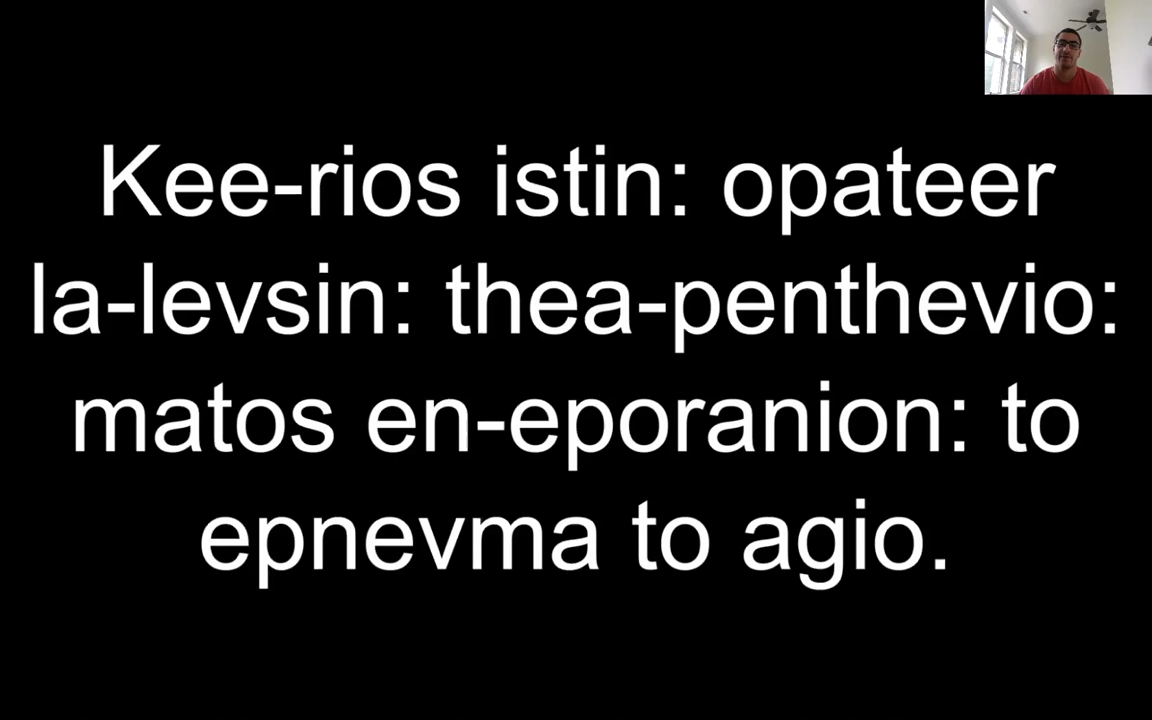 Kee-rios istin: opateer
la-levsin: thea-penthevio:
matos en-eporanion: to
epnevma to agio.